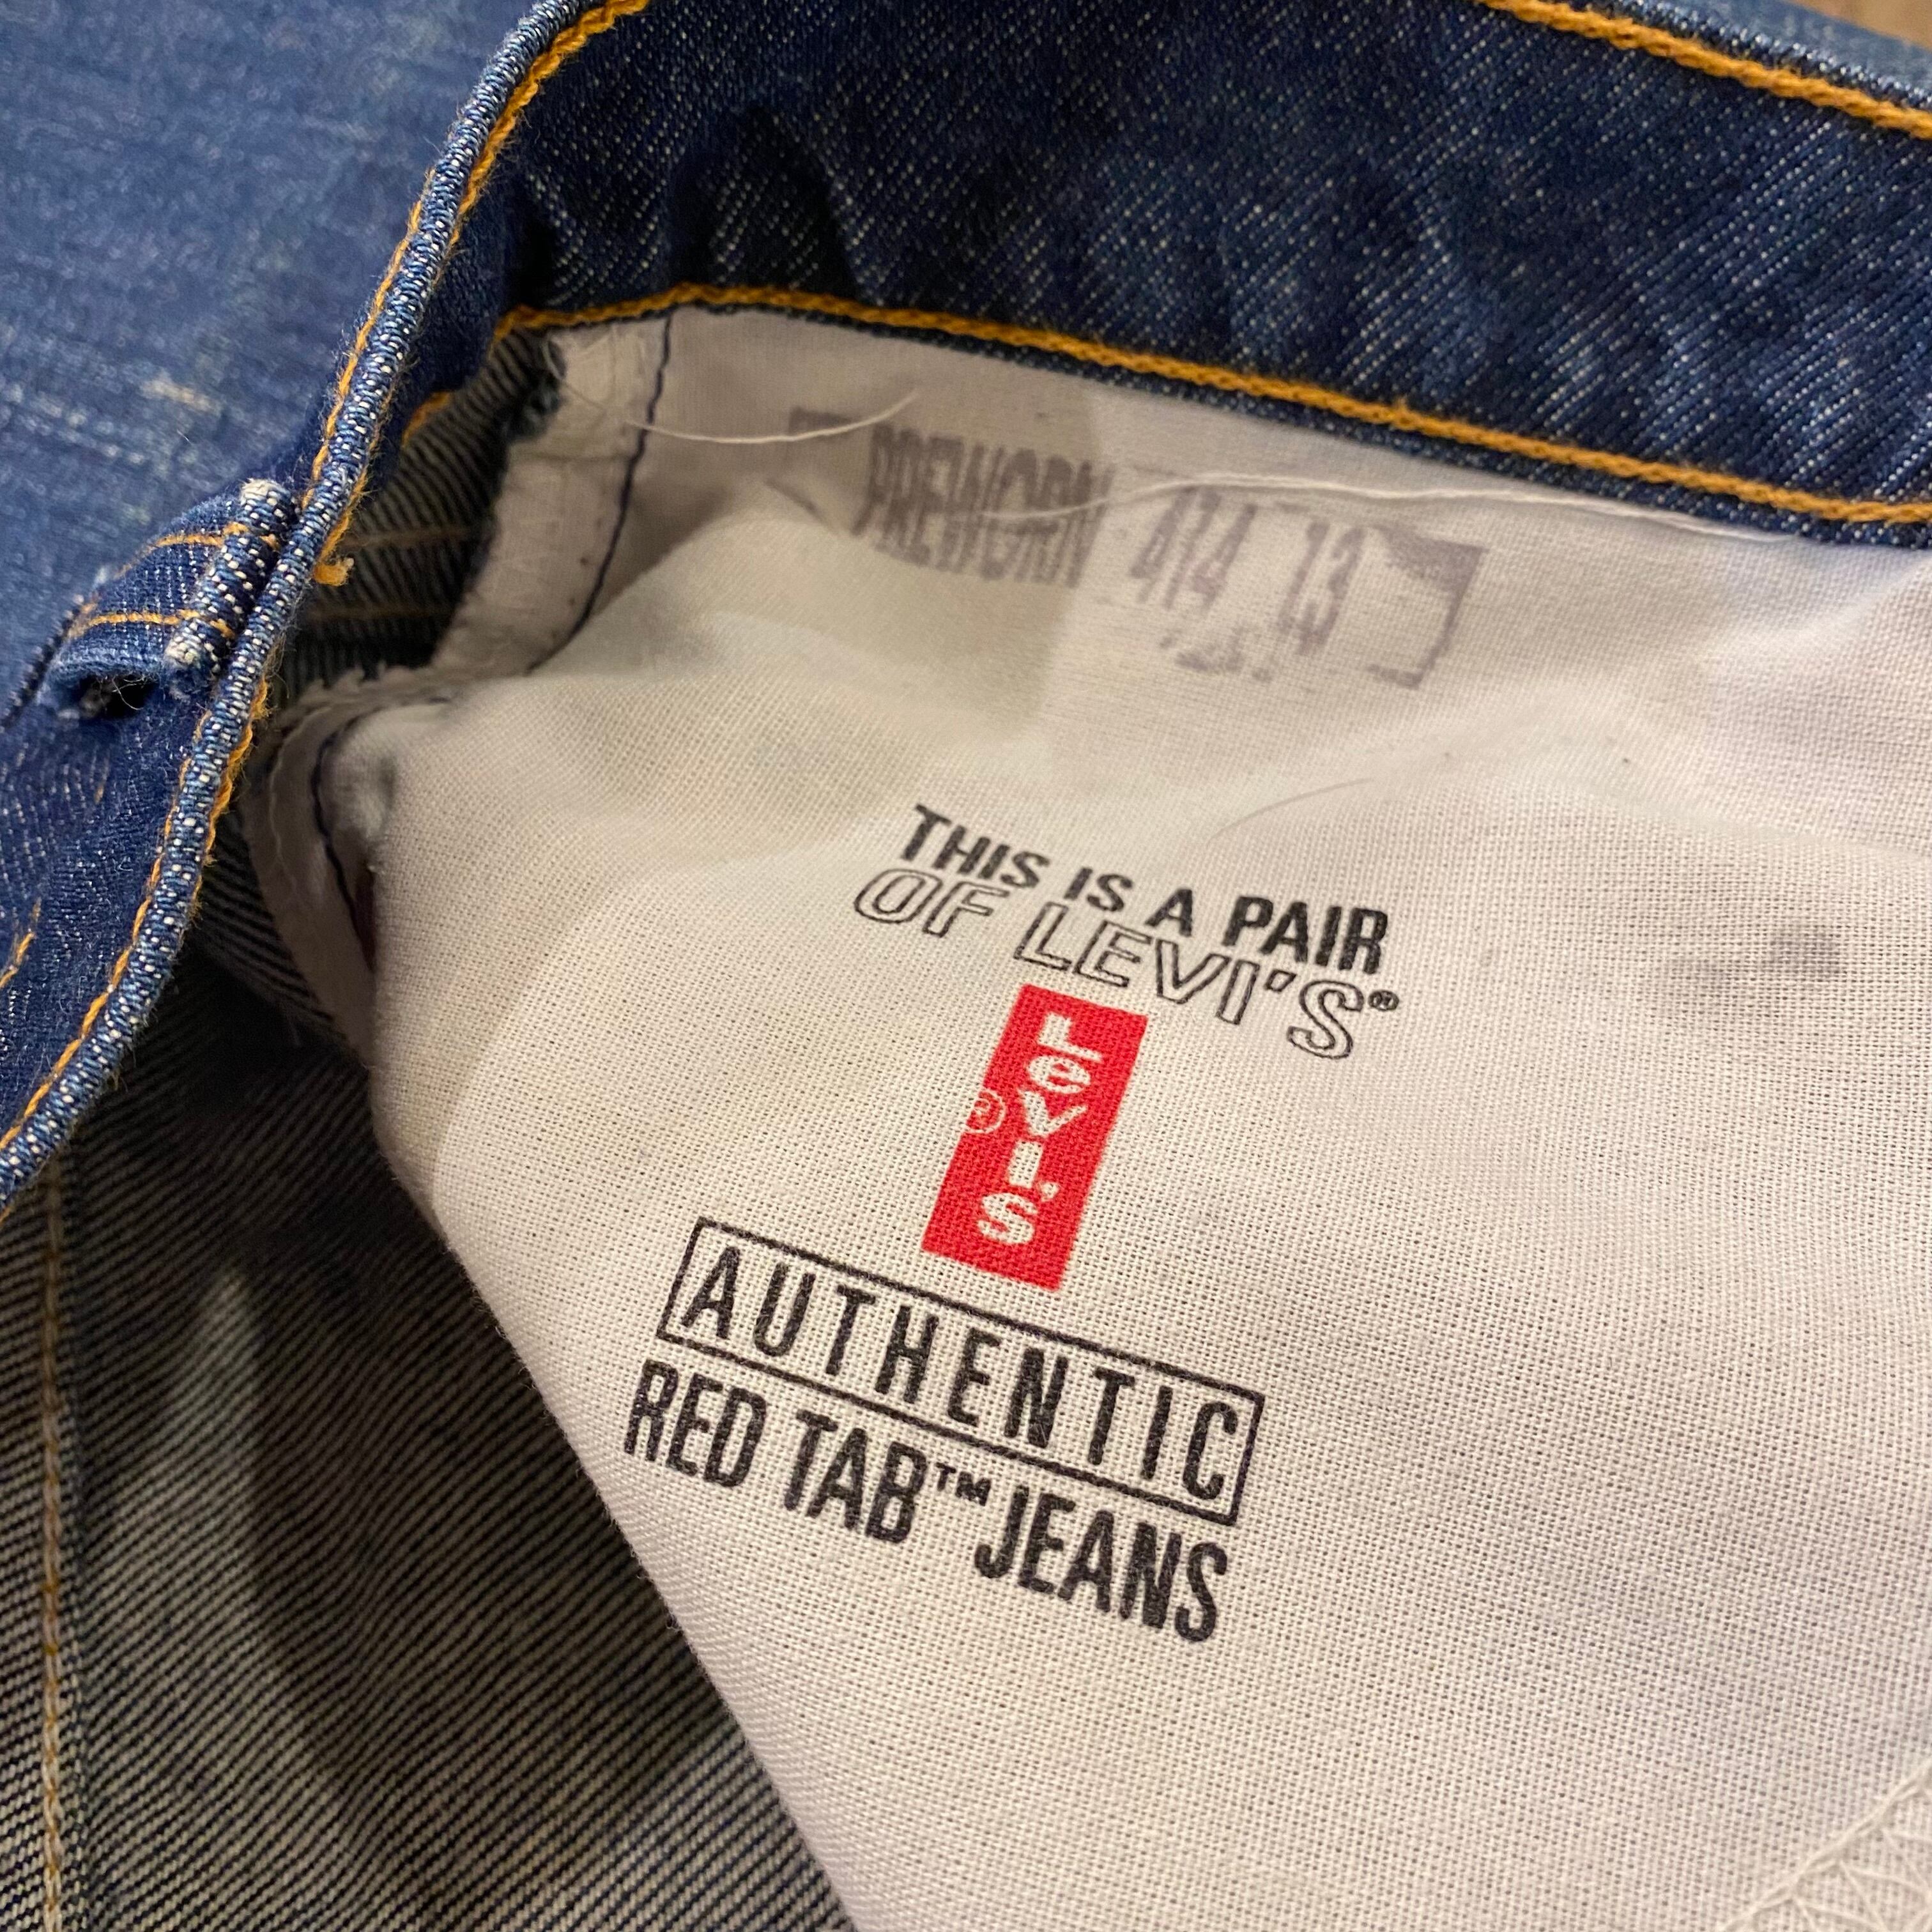 PREWORN 414 13
THIS IS A PAIR
OF LEVI'S®
LEVI'S
®
AUTHENTIC
RED TAB™ JEANS